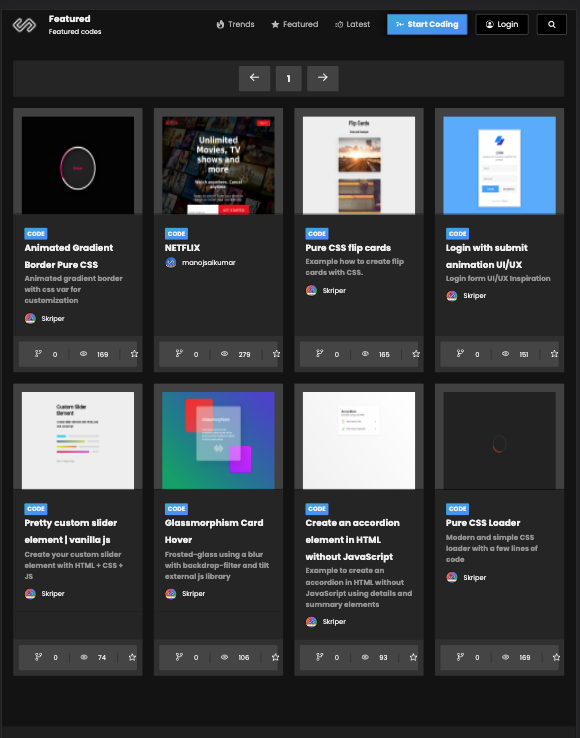 Featured
Featured codes
Trends
Featured
Latest
Start Coding
Login
1
Unlimited
Movies, TV
shows and
more
Watch anywhere. Cancel
anytime.
Flip Cards
CODE
Animated Gradient
Border Pure CSS
Animated gradient border
with css var for
customization
Skriper
0
169
CODE
NETFLIX
manojsaikumar
0
279
CODE
Pure CSS flip cards
Example how to create flip
cards with CSS.
Skriper
0
165
CODE
Login with submit
animation UI/UX
Login form UI/UX Inspiration
Skriper
0
151
Custom Slider
Element
CODE
Pretty custom slider
element | vanilla js
Create your custom slider
element with HTML + CSS +
JS
Skriper
0
74
CODE
Glassmorphism Card
Hover
Frosted-glass using a blur
with backdrop-filter and tilt
external js library
Skriper
0
106
CODE
Create an accordion
element in HTML
without JavaScript
Example to create an
accordion in HTML without
JavaScript using details and
summary elements
Skriper
0
93
CODE
Pure CSS Loader
Modern and simple CSS
loader with a few lines of
code
Skriper
0
169